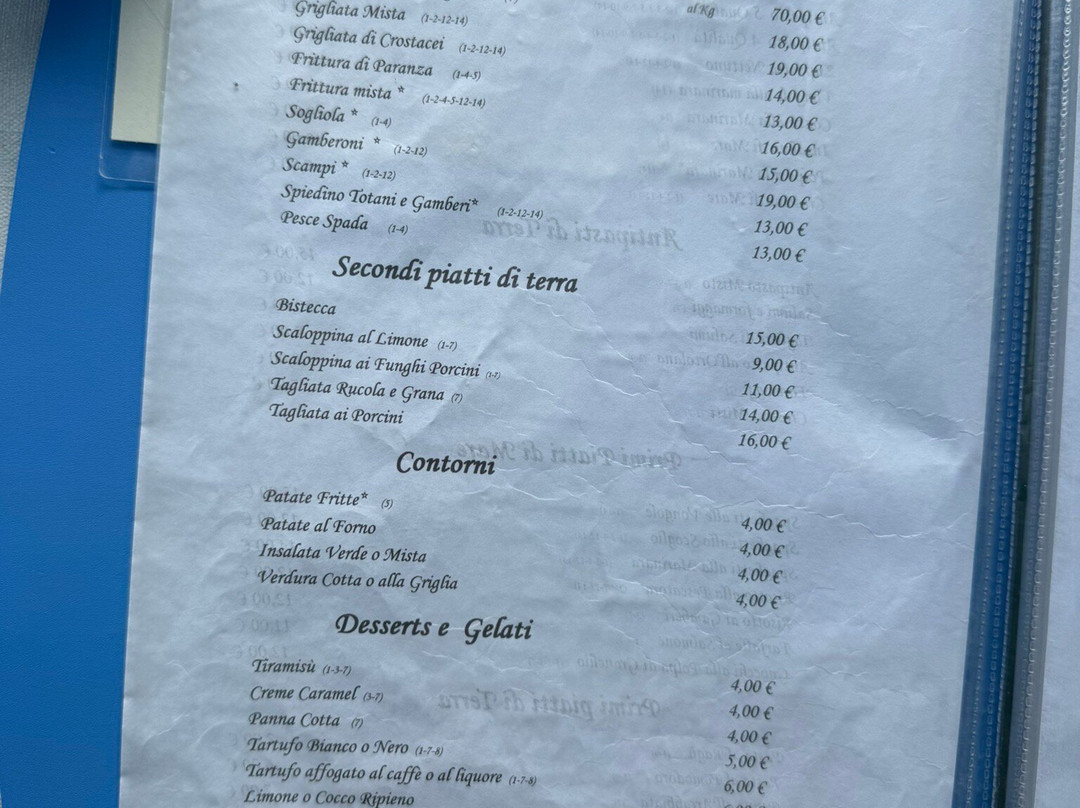 al Kg 70,00 €
Grigliata Mista (1-2-12-14) 18,00 €
Grigliata di Crostacei (1-2-12-14) 19,00 €
Frittura di Paranza (1-4-5) 14,00 €
Frittura mista * (1-2-4-5-12-14) 13,00 €
Sogliola * (1-4) 16,00 €
Gamberoni * (1-2-12) 15,00 €
Scampi * (1-2-12) 19,00 €
Spiedino Totani e Gamberi* (1-2-12-14) 13,00 €
Pesce Spada (1-4) 13,00 €
Secondi piatti di terra
Bistecca 15,00 €
Scaloppina al Limone (1-7) 9,00 €
Scaloppina ai Funghi Porcini (1-7) 11,00 €
Tagliata Rucola e Grana (7) 14,00 €
Tagliata ai Porcini 16,00 €
Contorni
Patate Fritte* (5) 4,00 €
Patate al Forno 4,00 €
Insalata Verde o Mista 4,00 €
Verdura Cotta o alla Griglia 4,00 €
Desserts e Gelati
Tiramisù (1-3-7) 4,00 €
Creme Caramel (3-7) 4,00 €
Panna Cotta (7) 4,00 €
Tartufo Bianco o Nero (1-7-8) 5,00 €
Tartufo affogato al caffè o al liquore (1-7-8) 6,00 €
Limone o Cocco Ripieno